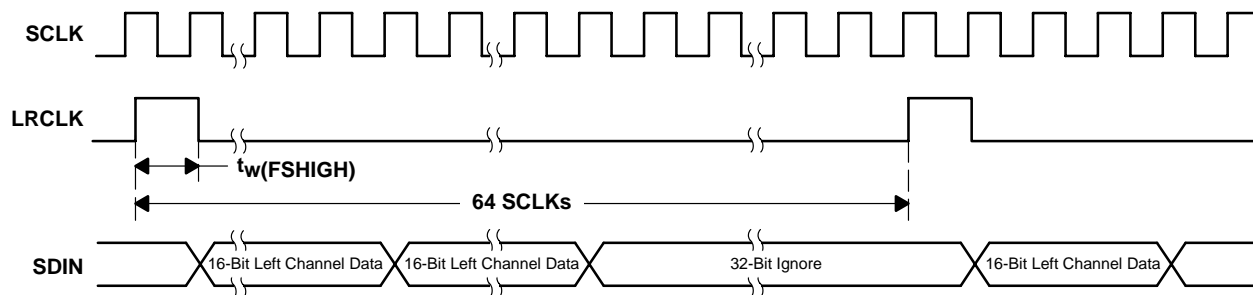 SCLK
LRCLK
tw(FSHIGH)
64 SCLKs
SDIN
16-Bit Left Channel Data
16-Bit Left Channel Data
32-Bit Ignore
16-Bit Left Channel Data